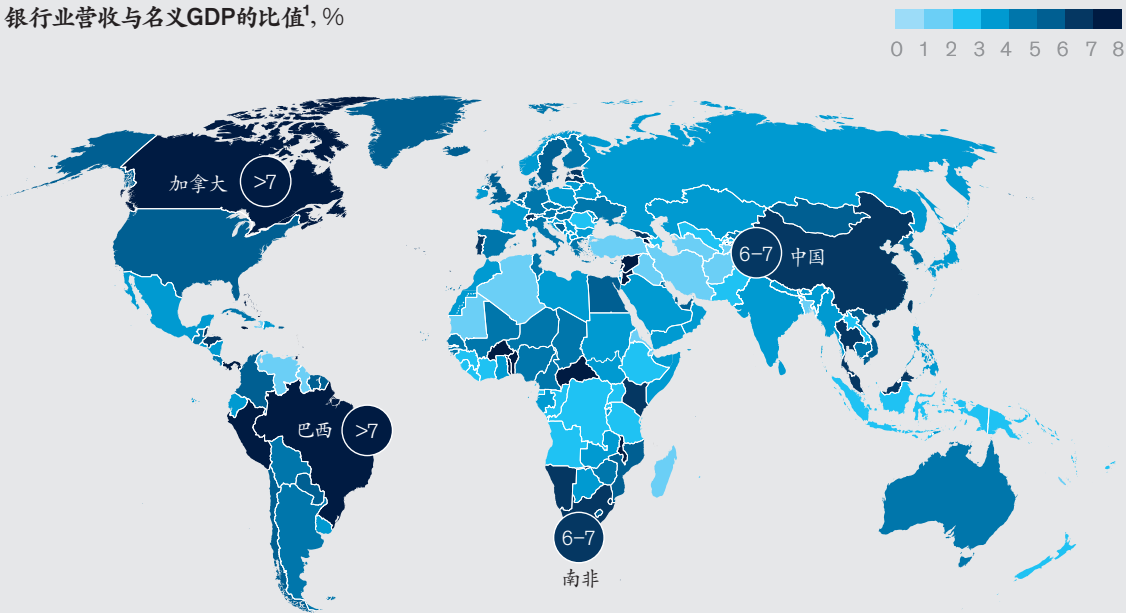 银行业营收与名义GDP的比值¹, %
0 1 2 3 4 5 6 7 8
加拿大 >7
6–7 中国
巴西 >7
6–7
南非